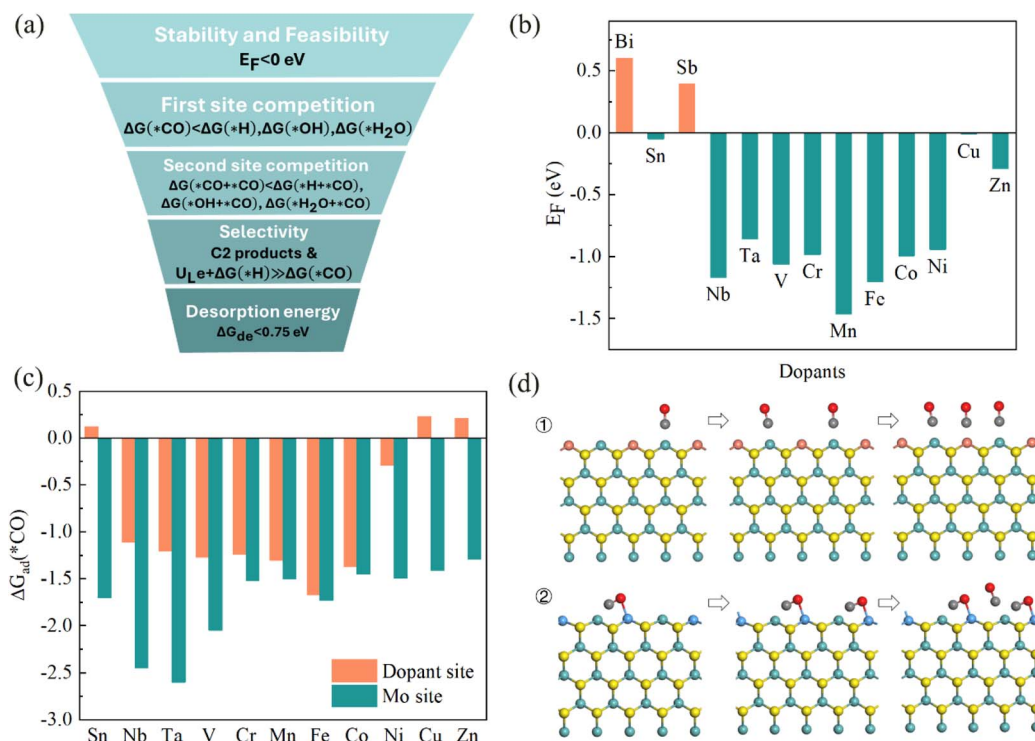 (a)
Stability and Feasibility
E_F<0 eV
First site competition
ΔG(*CO)<ΔG(*H),ΔG(*OH),ΔG(*H₂O)
Second site competition
ΔG(*CO+*CO)<ΔG(*H+*CO),
ΔG(*OH+*CO), ΔG(*H₂O+*CO)
Selectivity
C2 products &
U_L e+ΔG(*H)≫ΔG(*CO)
Desorption energy
ΔG_de<0.75 eV
(b)
E_F (eV)
0.5
0.0
-0.5
-1.0
-1.5
Bi
Sn
Sb
Nb
Ta
V
Cr
Mn
Fe
Co
Ni
Cu
Zn
Dopants
(c)
ΔG_ad(*CO)
0.5
0.0
-0.5
-1.0
-1.5
-2.0
-2.5
-3.0
Dopant site
Mo site
Sn Nb Ta V Cr Mn Fe Co Ni Cu Zn
(d)
①
②